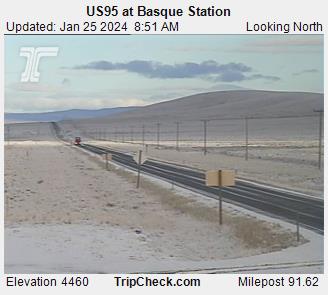 US95 at Basque Station
Updated: Jan 25 2024 8:51 AM Looking North
Elevation 4460 TripCheck.com Milepost 91.62